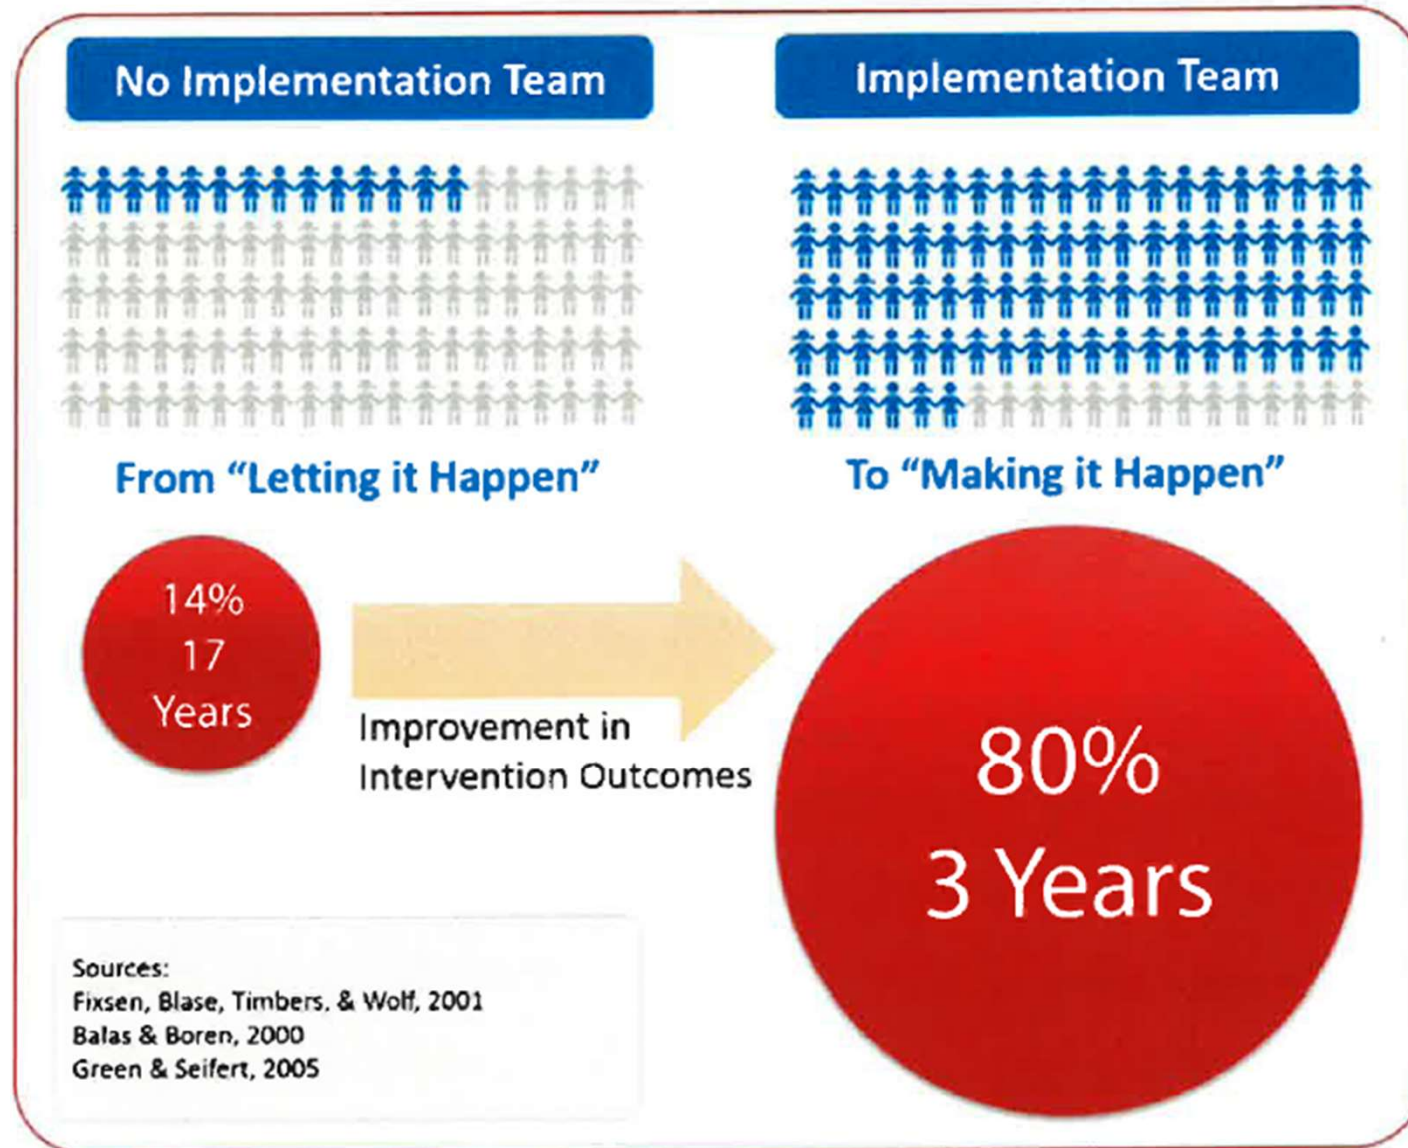 No Implementation Team
Implementation Team
From “Letting it Happen”
To “Making it Happen”
14%
17
Years
Improvement in
Intervention Outcomes
80%
3 Years
Sources:
Fixsen, Blase, Timbers, & Wolf, 2001
Balas & Boren, 2000
Green & Seifert, 2005